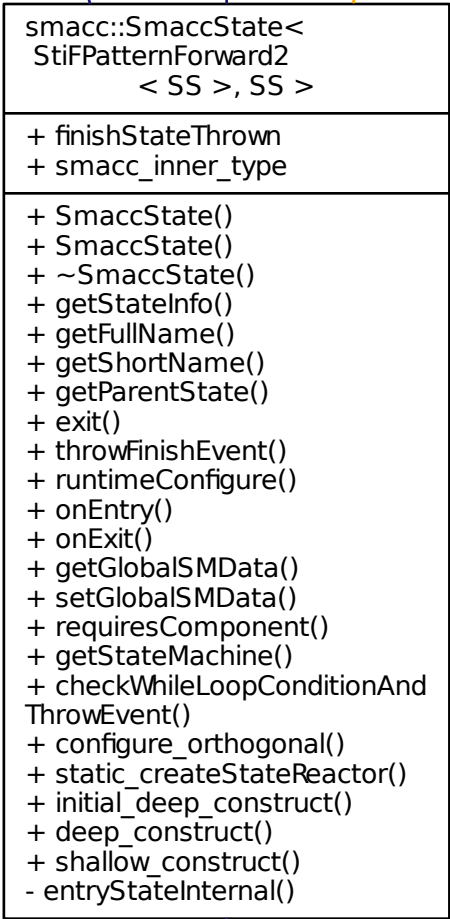 smacc::SmaccState<
StiFPatternForward2
< SS >, SS >
+ finishStateThrown
+ smacc_inner_type
+ SmaccState()
+ SmaccState()
+ ~SmaccState()
+ getStateInfo()
+ getFullName()
+ getShortName()
+ getParentState()
+ exit()
+ throwFinishEvent()
+ runtimeConfigure()
+ onEntry()
+ onExit()
+ getGlobalSMData()
+ setGlobalSMData()
+ requiresComponent()
+ getStateMachine()
+ checkWhileLoopConditionAnd
ThrowEvent()
+ configure_orthogonal()
+ static_createStateReactor()
+ initial_deep_construct()
+ deep_construct()
+ shallow_construct()
- entryStateInternal()